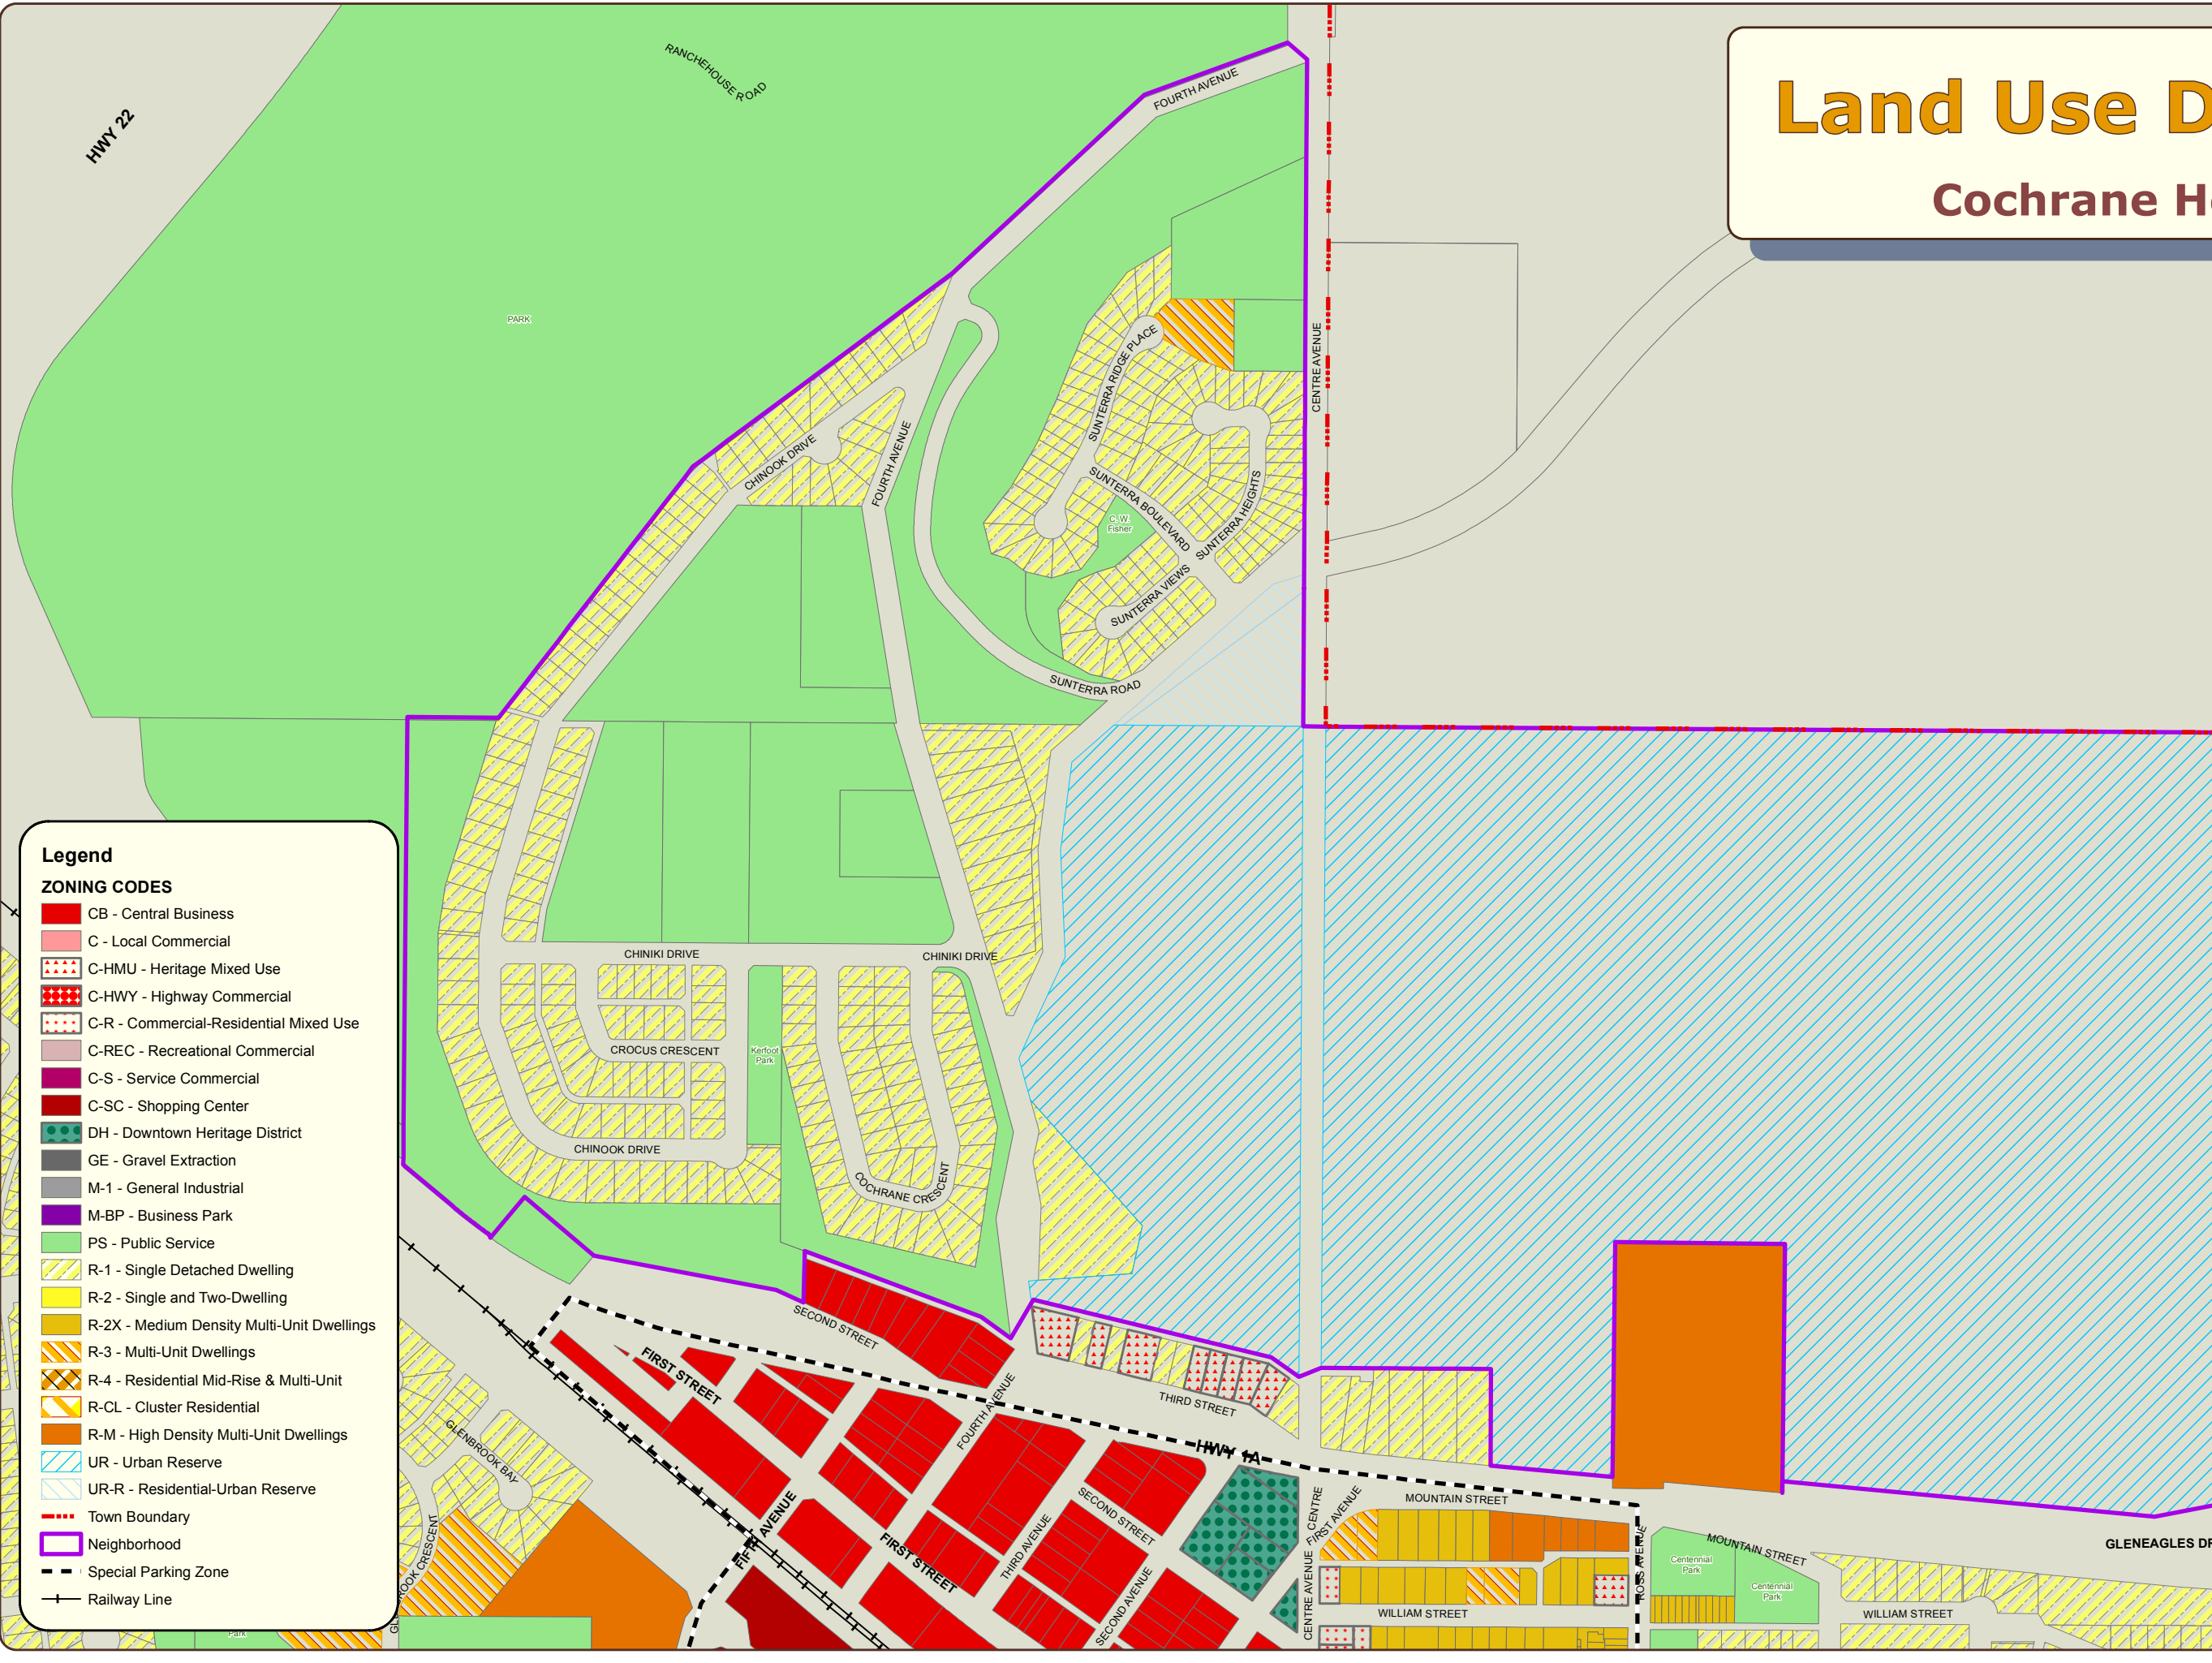 Land Use D
Cochrane H
HWY 22
RANCHEHOUSE ROAD
FOURTH AVENUE
PARK
CENTRE AVENUE
SUNTERRA RIDGE PLACE
CHINOOK DRIVE
FOURTH AVENUE
SUNTERRA BOULEVARD
SUNTERRA HEIGHTS
C. W.
Fisher
SUNTERRA VIEWS
SUNTERRA ROAD
CHINIKI DRIVE
CHINIKI DRIVE
CROCUS CRESCENT
Kerfoot
Park
CHINOOK DRIVE
COCHRANE CRESCENT
SECOND STREET
FIRST STREET
THIRD STREET
FOURTH AVENUE
HWY 1A
GLENBROOK BAY
SECOND STREET
MOUNTAIN STREET
CENTRE
FIRST AVENUE
FIFTH AVENUE
FIRST STREET
THIRD AVENUE
SECOND AVENUE
CENTRE AVENUE
WILLIAM STREET
ROSS AVENUE
Centennial
Park
MOUNTAIN STREET
Centennial
Park
WILLIAM STREET
GLENEAGLES DR
ROOK CRESCENT
Park
Legend
ZONING CODES
CB - Central Business
C - Local Commercial
C-HMU - Heritage Mixed Use
C-HWY - Highway Commercial
C-R - Commercial-Residential Mixed Use
C-REC - Recreational Commercial
C-S - Service Commercial
C-SC - Shopping Center
DH - Downtown Heritage District
GE - Gravel Extraction
M-1 - General Industrial
M-BP - Business Park
PS - Public Service
R-1 - Single Detached Dwelling
R-2 - Single and Two-Dwelling
R-2X - Medium Density Multi-Unit Dwellings
R-3 - Multi-Unit Dwellings
R-4 - Residential Mid-Rise & Multi-Unit
R-CL - Cluster Residential
R-M - High Density Multi-Unit Dwellings
UR - Urban Reserve
UR-R - Residential-Urban Reserve
Town Boundary
Neighborhood
Special Parking Zone
Railway Line